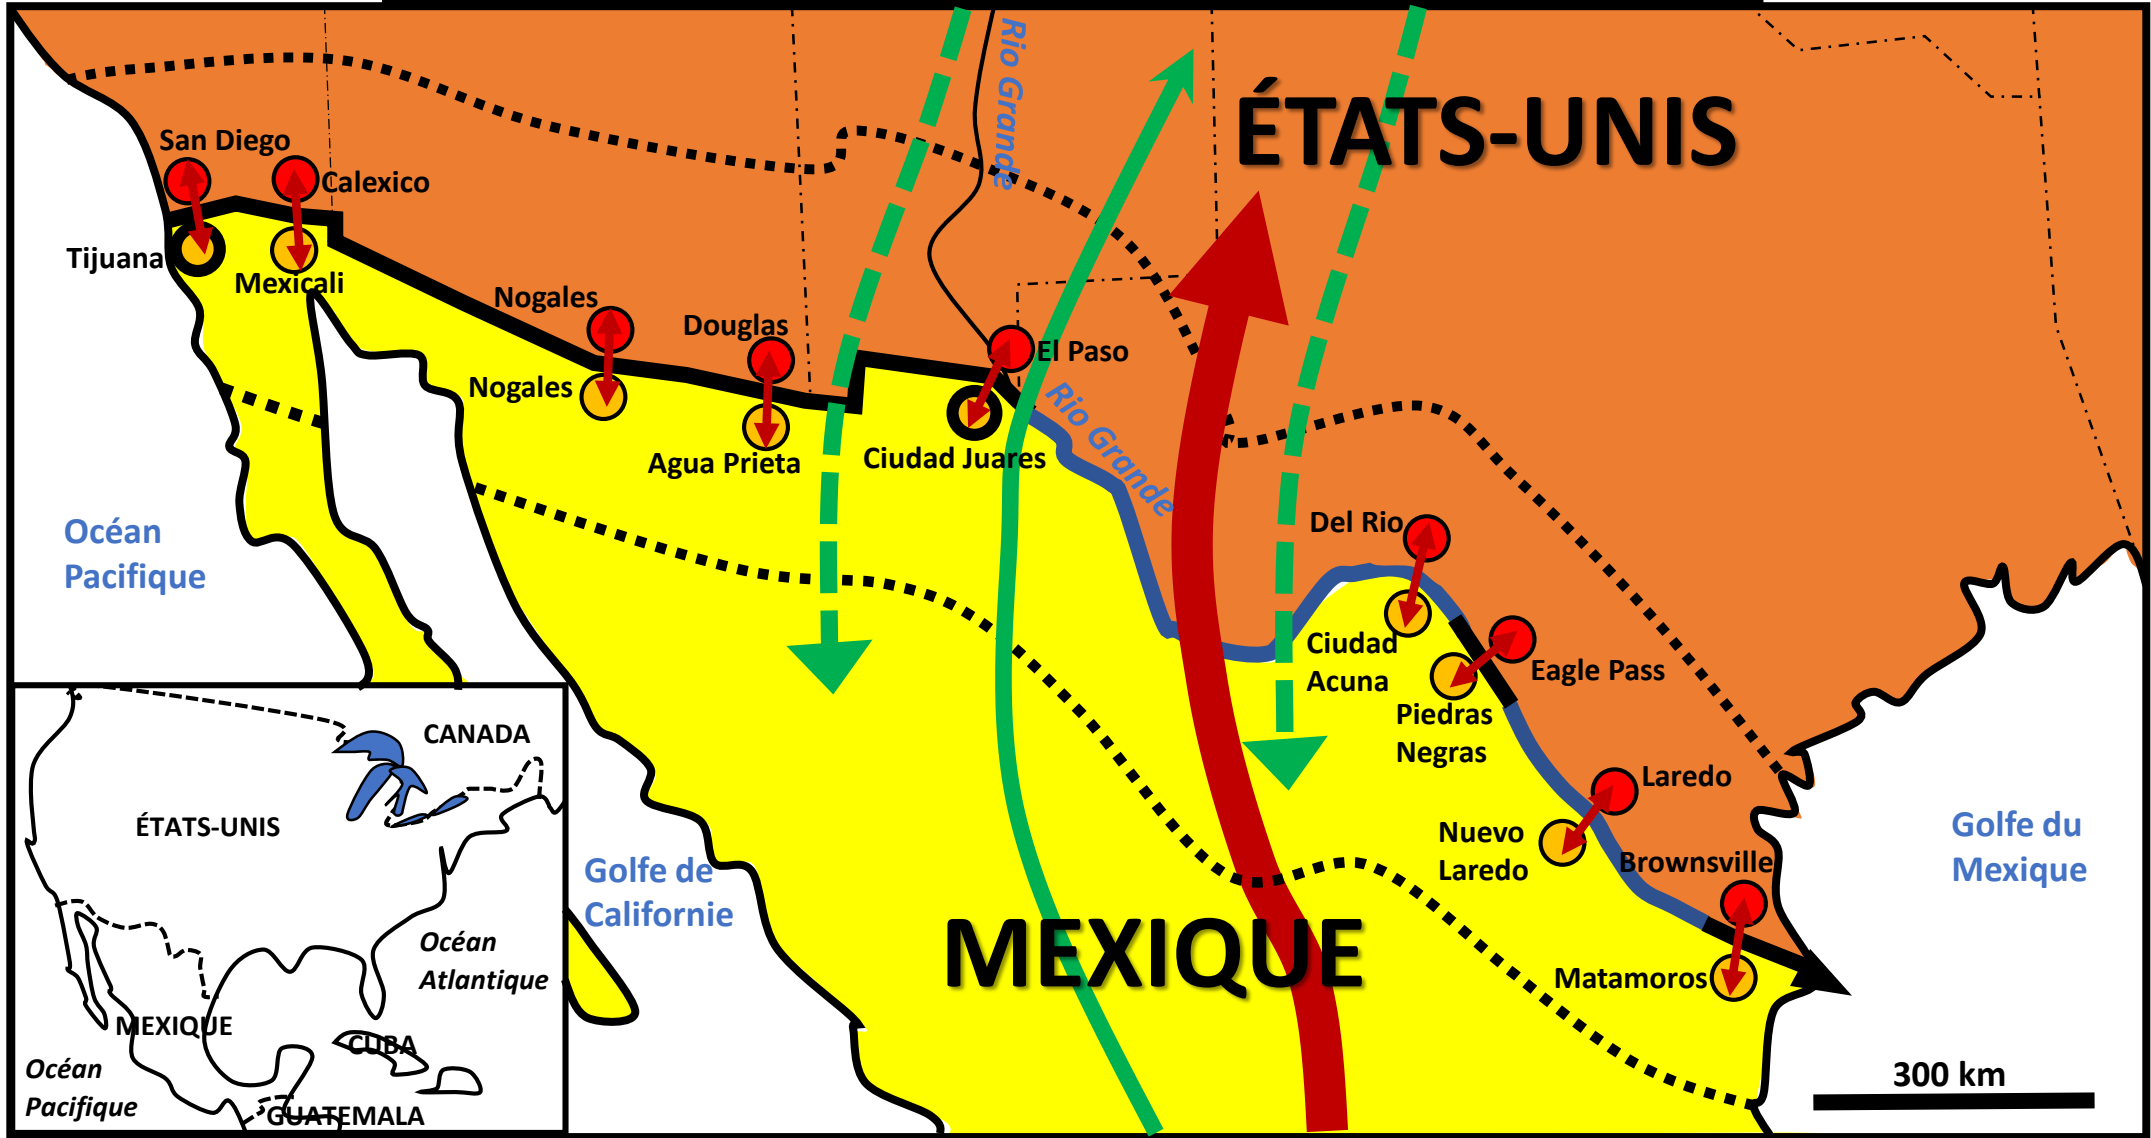 Rio Grande
ÉTATS-UNIS
San Diego
Calexico
Tijuana
Mexicali
Nogales
Douglas
El Paso
Nogales
Agua Prieta
Ciudad Juares
Rio Grande
Océan
Pacifique
Del Rio
Ciudad
Acuna
Eagle Pass
Piedras
Negras
Laredo
Nuevo
Laredo
Brownsville
Golfe du
Mexique
Golfe de
Californie
MEXIQUE
Matamoros
300 km
CANADA
ÉTATS-UNIS
Océan
Atlantique
MEXIQUE
CUBA
Océan
Pacifique
GUATEMALA